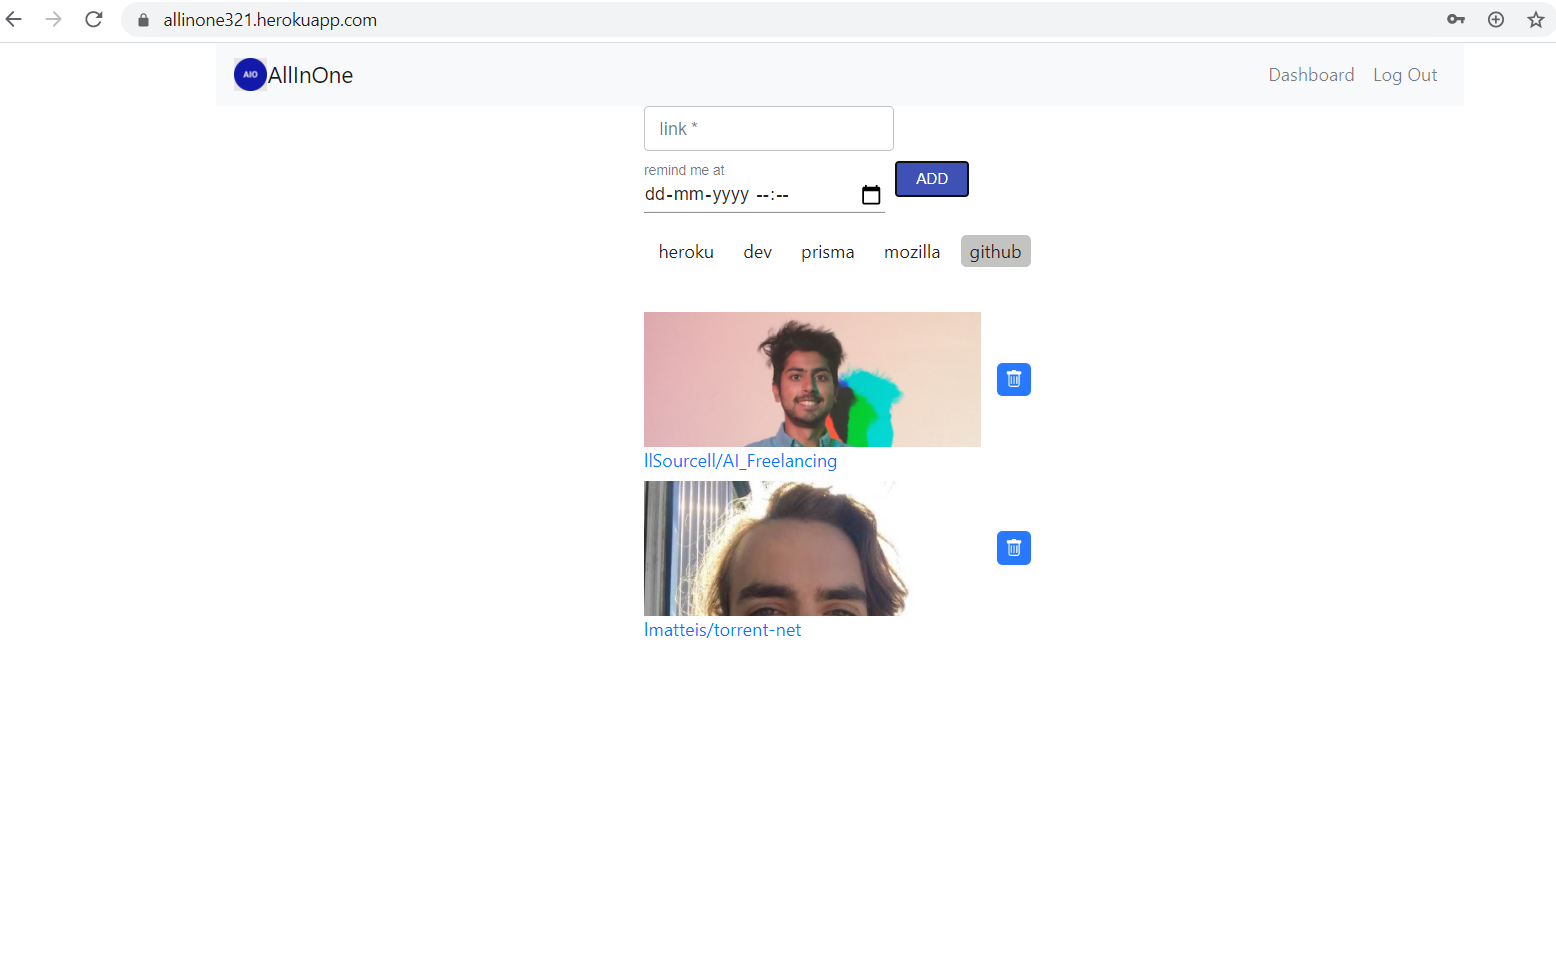 allinone321.herokuapp.com
AIO AllInOne Dashboard Log Out
link *
remind me at
dd-mm-yyyy --:--
ADD
heroku dev prisma mozilla github
llSourcell/AI_Freelancing
lmatteis/torrent-net